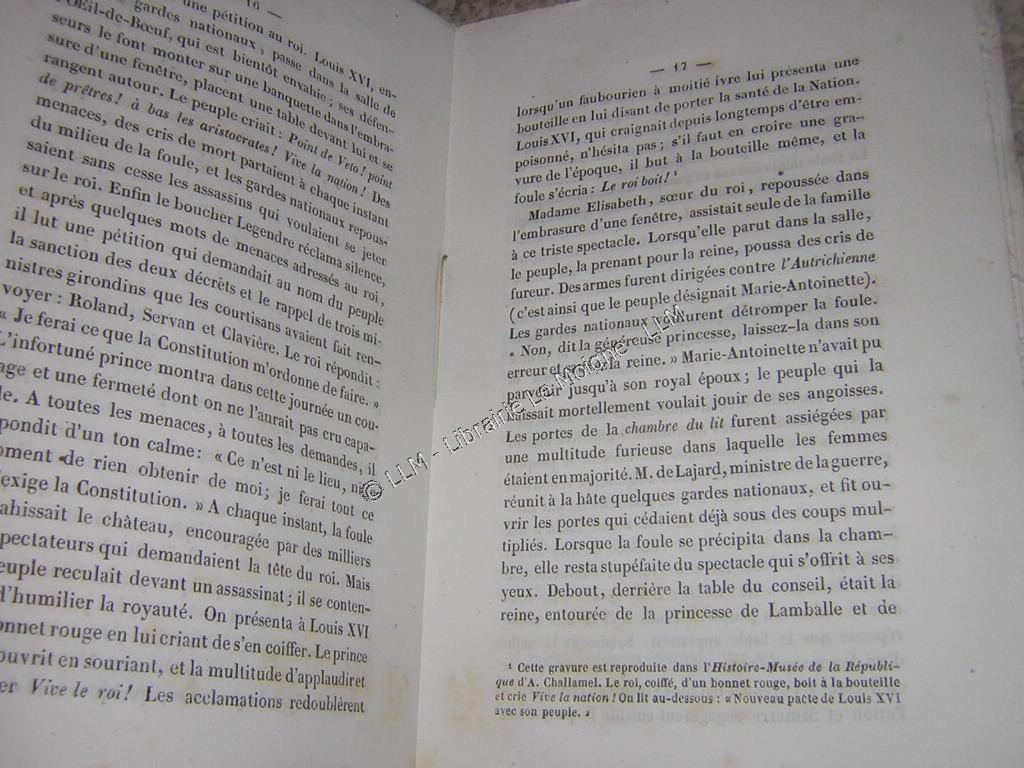 — 16 —
une pétition au roi. Louis XVI, en-
gardes nationaux, passe dans la salle de
l'Œil-de-Bœuf, qui est bientôt envahie; ses défen-
seurs le font monter sur une banquette dans l'embra-
sure d'une fenêtre, placent une table devant lui et se
rangent autour. Le peuple criait: Point de Veto! point
de prêtres! à bas les aristocrates! Vive la nation! Des
menaces, des cris de mort partaient à chaque instant
du milieu de la foule, et les gardes nationaux repous-
saient sans cesse les assassins qui voulaient se jeter
sur le roi. Enfin le boucher Legendre réclama silence,
et après quelques mots de menaces adressés au roi,
il lut une pétition qui demandait au nom du peuple
la sanction des deux décrets et le rappel de trois mi-
nistres girondins que les courtisans avaient fait ren-
voyer: Roland, Servan et Clavière. Le roi répondit:
« Je ferai ce que la Constitution m'ordonne de faire. »
L'infortuné prince montra dans cette journée un cou-
age et une fermeté dont on ne l'aurait pas cru capa-
le. A toutes les menaces, à toutes les demandes, il
pondit d'un ton calme: « Ce n'est ni le lieu, ni le
oment de rien obtenir de moi; je ferai tout ce
exige la Constitution. » A chaque instant, la foule
ahissait le château, encouragée par des milliers
pectateurs qui demandaient la tête du roi. Mais
euple reculait devant un assassinat; il se conten-
d'humilier la royauté. On présenta à Louis XVI
onnet rouge en lui criant de s'en coiffer. Le prince
ouvrit en souriant, et la multitude d'applaudir et
er Vive le roi! Les acclamations redoublèrent
— 17 —
lorsqu'un faubourien à moitié ivre lui présenta une
bouteille en lui disant de porter la santé de la Nation.
Louis XVI, qui craignait depuis longtemps d'être em-
poisonné, n'hésita pas; s'il faut en croire une gra-
vure de l'époque, il but à la bouteille même, et la
foule s'écria: Le roi boit! ¹
Madame Elisabeth, sœur du roi, repoussée dans
l'embrasure d'une fenêtre, assistait seule de la famille
à ce triste spectacle. Lorsqu'elle parut dans la salle,
le peuple, la prenant pour la reine, poussa des cris de
fureur. Des armes furent dirigées contre l'Autrichienne
(c'est ainsi que le peuple désignait Marie-Antoinette).
Les gardes nationaux voulurent détromper la foule.
« Non, dit la généreuse princesse, laissez-la dans son
erreur et sauvez la reine. » Marie-Antoinette n'avait pu
parvenir jusqu'à son royal époux; le peuple qui la
haïssait mortellement voulait jouir de ses angoisses.
Les portes de la chambre du lit furent assiégées par
une multitude furieuse dans laquelle les femmes
étaient en majorité. M. de Lajard, ministre de la guerre,
réunit à la hâte quelques gardes nationaux, et fit ou-
vrir les portes qui cédaient déjà sous des coups mul-
tipliés. Lorsque la foule se précipita dans la cham-
bre, elle resta stupéfaite du spectacle qui s'offrit à ses
yeux. Debout, derrière la table du conseil, était la
reine, entourée de la princesse de Lamballe et de
¹ Cette gravure est reproduite dans l'Histoire-Musée de la Républi-
que d'A. Challamel. Le roi, coiffé, d'un bonnet rouge, boit à la bouteille
et crie Vive la nation! On lit au-dessous: « Nouveau pacte de Louis XVI
avec son peuple. »
© LLM - Librairie La Moigne - LLM